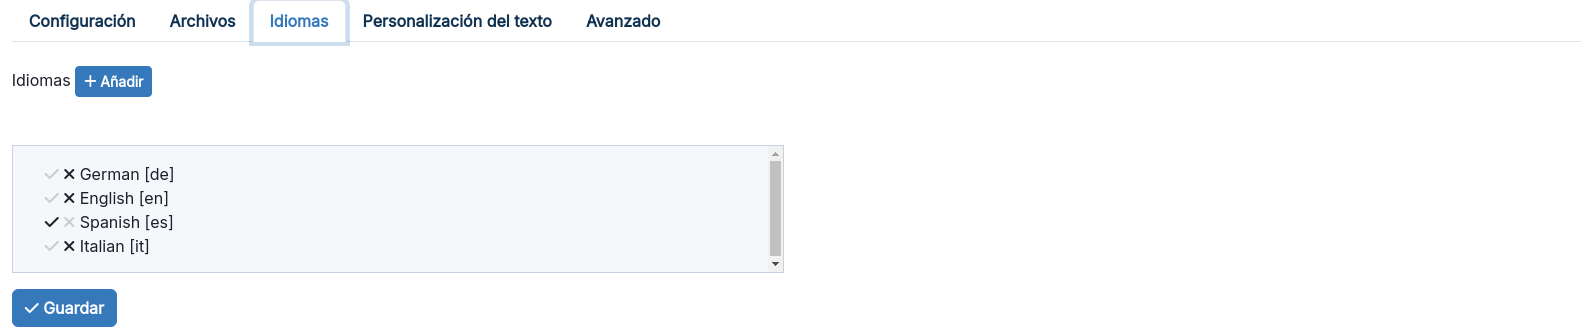 Configuración Archivos Idiomas Personalización del texto Avanzado
Idiomas Añadir
German [de]
English [en]
Spanish [es]
Italian [it]
Guardar